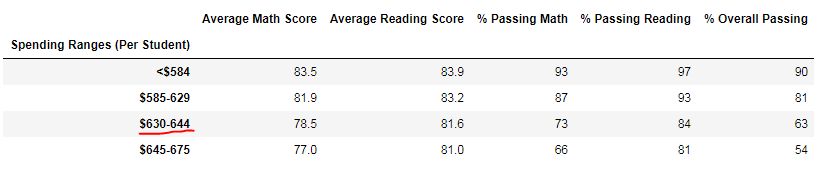 Average Math Score Average Reading Score % Passing Math % Passing Reading % Overall Passing
Spending Ranges (Per Student)
<$584 83.5 83.9 93 97 90
$585-629 81.9 83.2 87 93 81
$630-644 78.5 81.6 73 84 63
$645-675 77.0 81.0 66 81 54